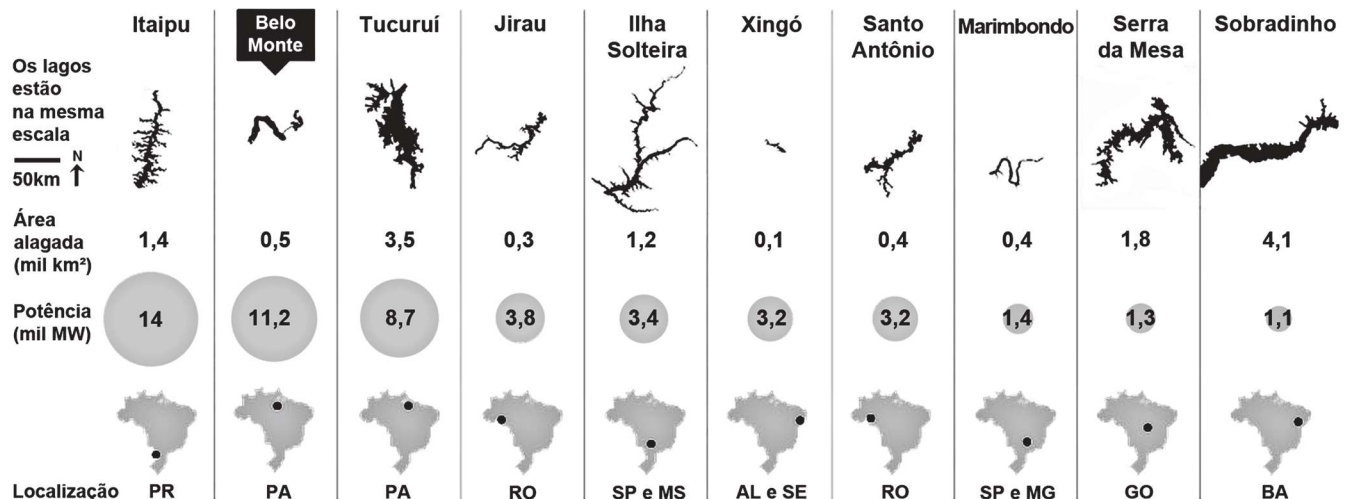 Itaipu
Belo
Monte
Tucuruí
Jirau
Ilha
Solteira
Xingó
Santo
Antônio
Marimbondo
Serra
da Mesa
Sobradinho
Os lagos
estão
na mesma
escala
N
50km
Área
alagada
(mil km²)
1,4 0,5 3,5 0,3 1,2 0,1 0,4 0,4 1,8 4,1
Potência
(mil MW)
14 11,2 8,7 3,8 3,4 3,2 3,2 1,4 1,3 1,1
Localização PR PA PA RO SP e MS AL e SE RO SP e MG GO BA